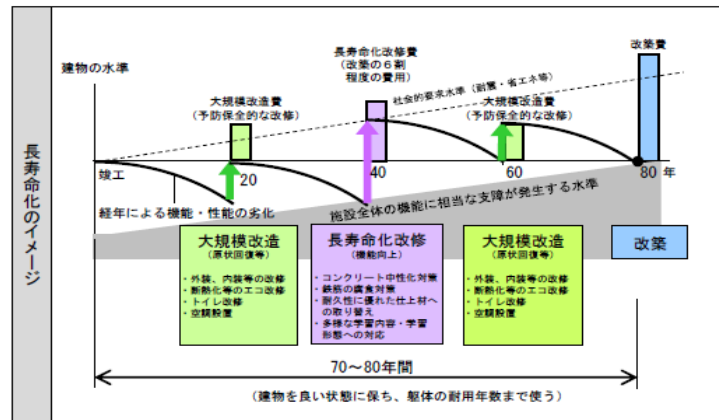 長寿命化のイメージ
建物の水準
長寿命化改修費
(改築の6割
程度の費用)
改築費
社会的要求水準(耐震・省エネ等)
大規模改造費
(予防保全的な改修)
大規模改造費
(予防保全的な改修)
竣工
20
40
60
80 年
経年による機能・性能の劣化
施設全体の機能に相当な支障が発生する水準
大規模改造
(原状回復等)
・外装、内装等の改修
・断熱化等のエコ改修
・トイレ改修
・空調設置
長寿命化改修
(機能向上)
・コンクリート中性化対策
・鉄筋の腐食対策
・耐久性に優れた仕上材へ
の取り替え
・多様な学習内容・学習
形態への対応
大規模改造
(原状回復等)
・外装、内装等の改修
・断熱化等のエコ改修
・トイレ改修
・空調設置
改築
70~80年間
(建物を良い状態に保ち、躯体の耐用年数まで使う)